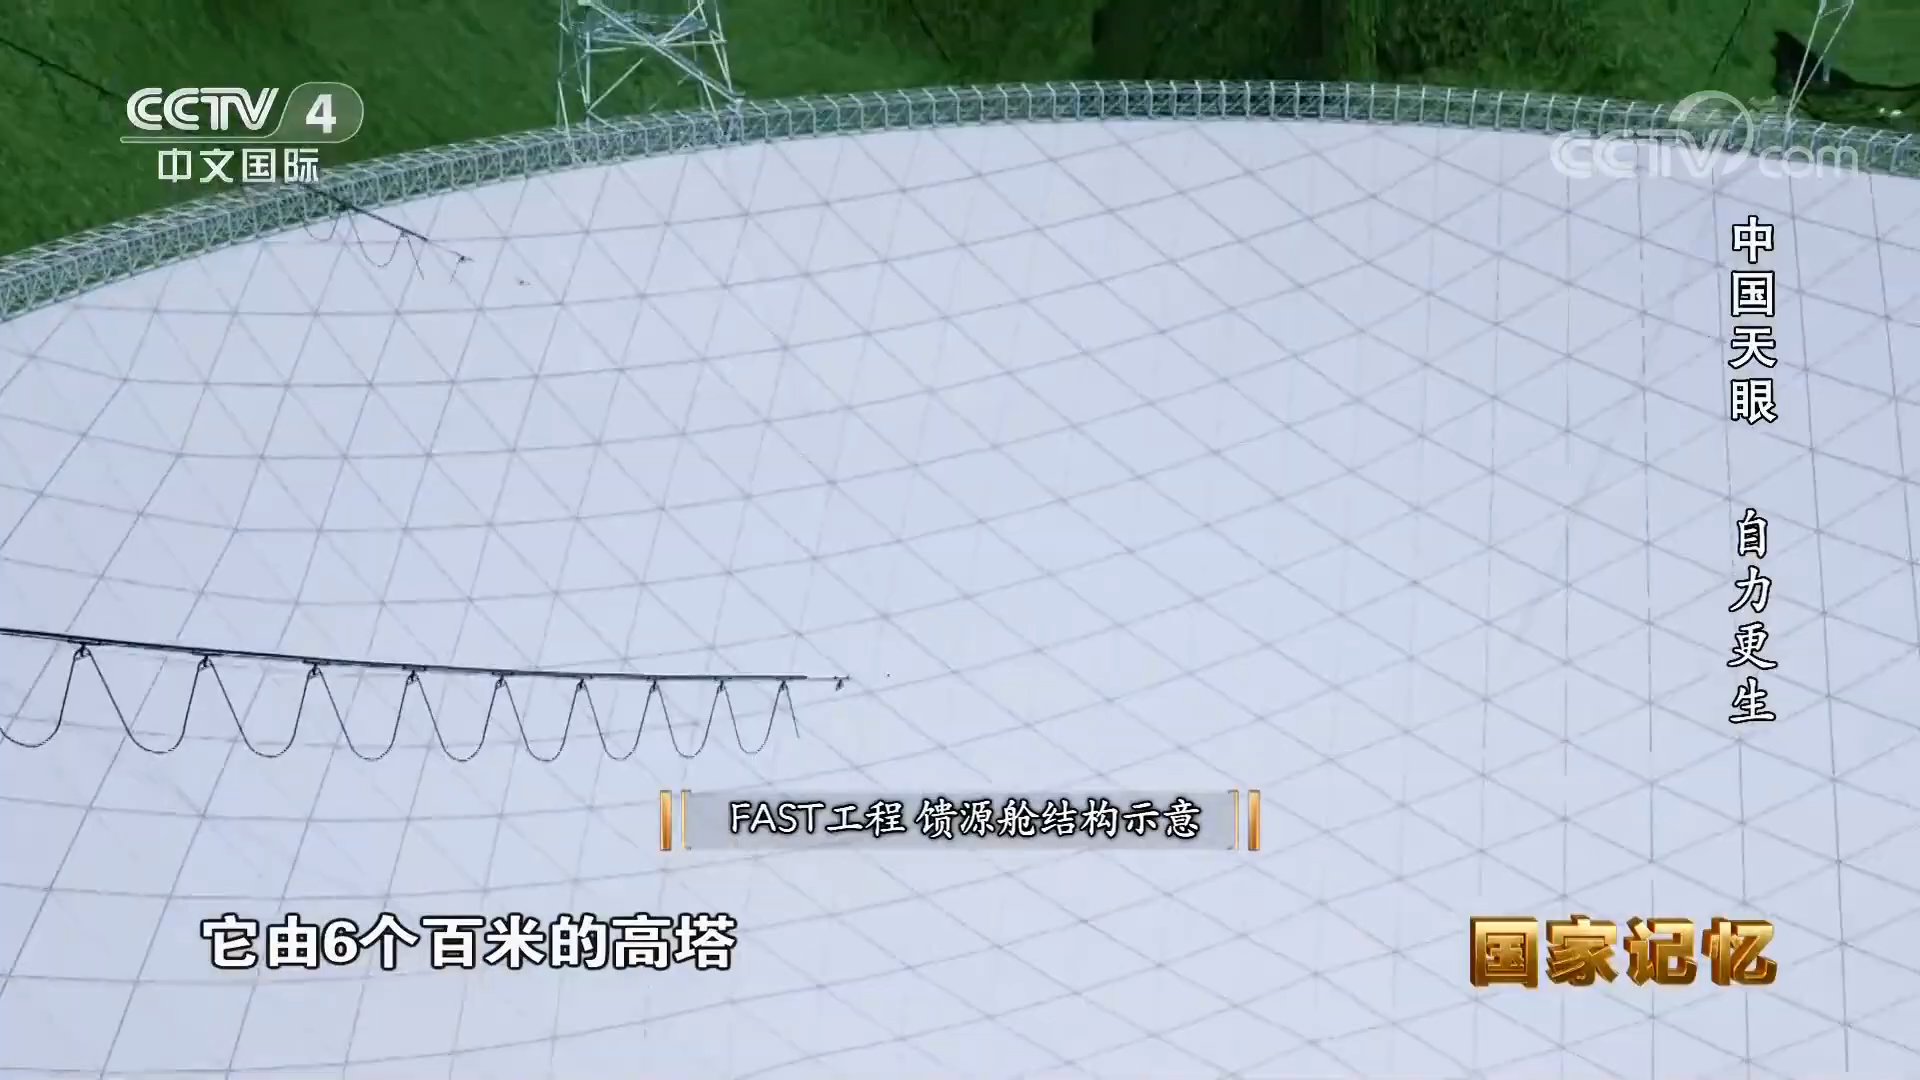 CCTV 4
中文国际
CCTV.com
中国天眼 自力更生
FAST工程 馈源舱结构示意
它由6个百米的高塔
国家记忆